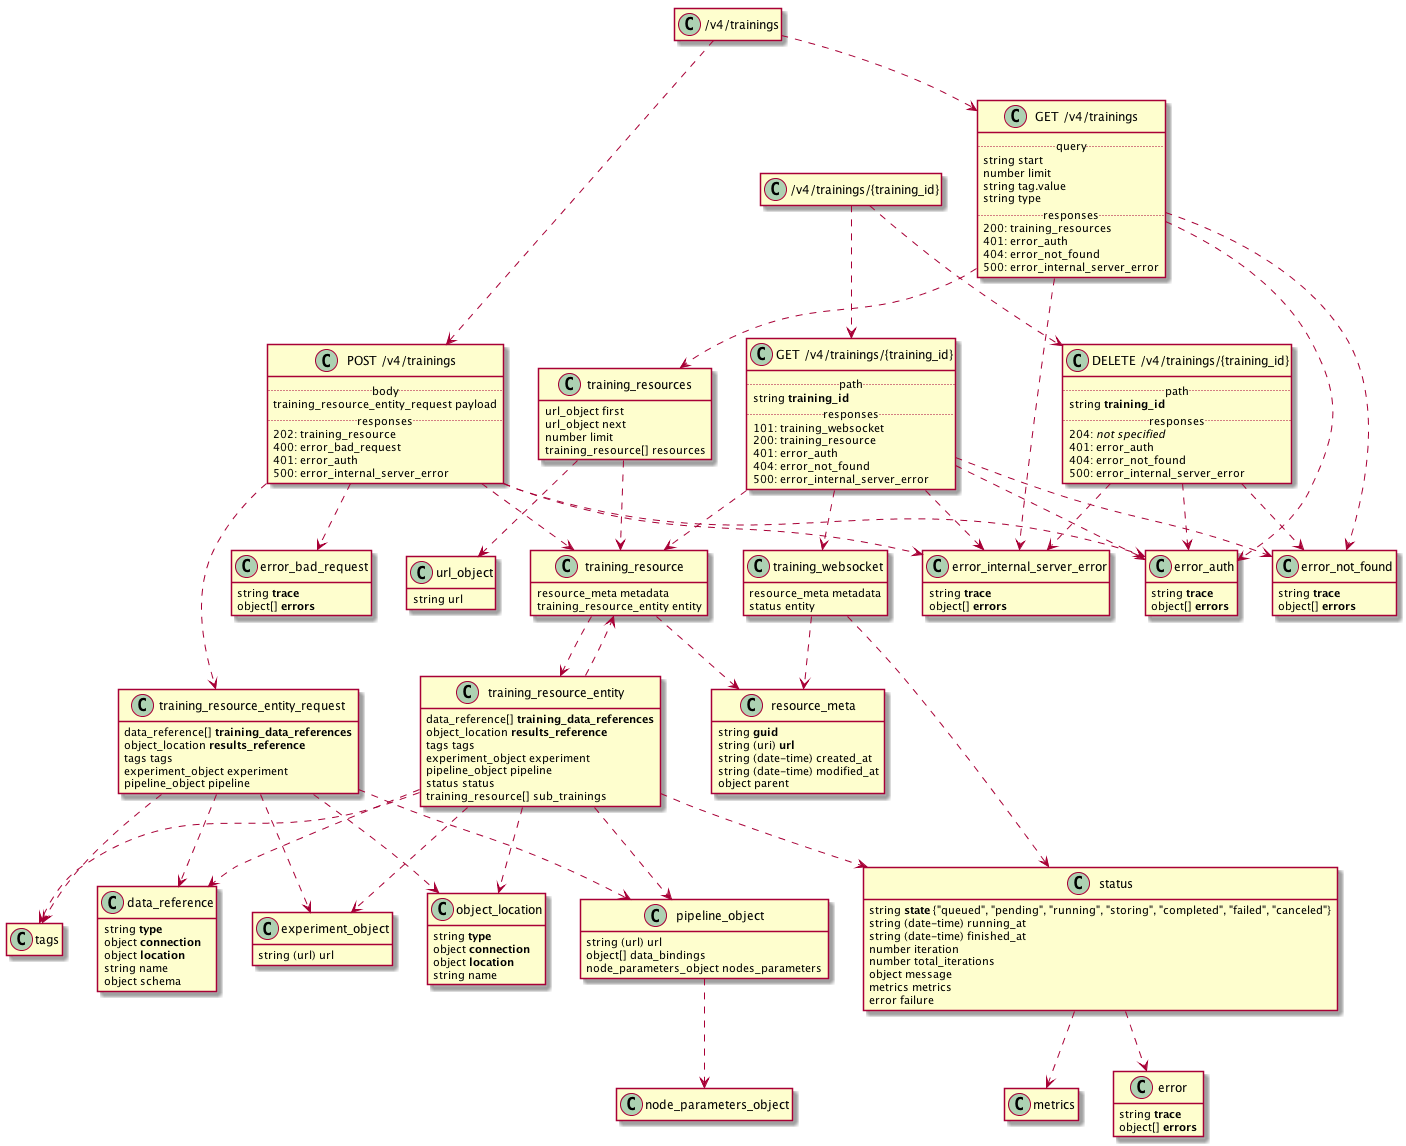 C /v4/trainings
C GET /v4/trainings
query
string start
number limit
string tag.value
string type
responses
200: training_resources
401: error_auth
404: error_not_found
500: error_internal_server_error
C /v4/trainings/{training_id}
C POST /v4/trainings
body
training_resource_entity_request payload
responses
202: training_resource
400: error_bad_request
401: error_auth
500: error_internal_server_error
C training_resources
url_object first
url_object next
number limit
training_resource[] resources
C GET /v4/trainings/{training_id}
path
string training_id
responses
101: training_websocket
200: training_resource
401: error_auth
404: error_not_found
500: error_internal_server_error
C DELETE /v4/trainings/{training_id}
path
string training_id
responses
204: not specified
401: error_auth
404: error_not_found
500: error_internal_server_error
C error_bad_request
string trace
object[] errors
C url_object
string url
C training_resource
resource_meta metadata
training_resource_entity entity
C training_websocket
resource_meta metadata
status entity
C error_internal_server_error
string trace
object[] errors
C error_auth
string trace
object[] errors
C error_not_found
string trace
object[] errors
C training_resource_entity_request
data_reference[] training_data_references
object_location results_reference
tags tags
experiment_object experiment
pipeline_object pipeline
C training_resource_entity
data_reference[] training_data_references
object_location results_reference
tags tags
experiment_object experiment
pipeline_object pipeline
status status
training_resource[] sub_trainings
C resource_meta
string guid
string (uri) url
string (date-time) created_at
string (date-time) modified_at
object parent
C tags
C data_reference
string type
object connection
object location
string name
object schema
C experiment_object
string (url) url
C object_location
string type
object connection
object location
string name
C pipeline_object
string (url) url
object[] data_bindings
node_parameters_object nodes_parameters
C status
string state {"queued", "pending", "running", "storing", "completed", "failed", "canceled"}
string (date-time) running_at
string (date-time) finished_at
number iteration
number total_iterations
object message
metrics metrics
error failure
C node_parameters_object
C metrics
C error
string trace
object[] errors